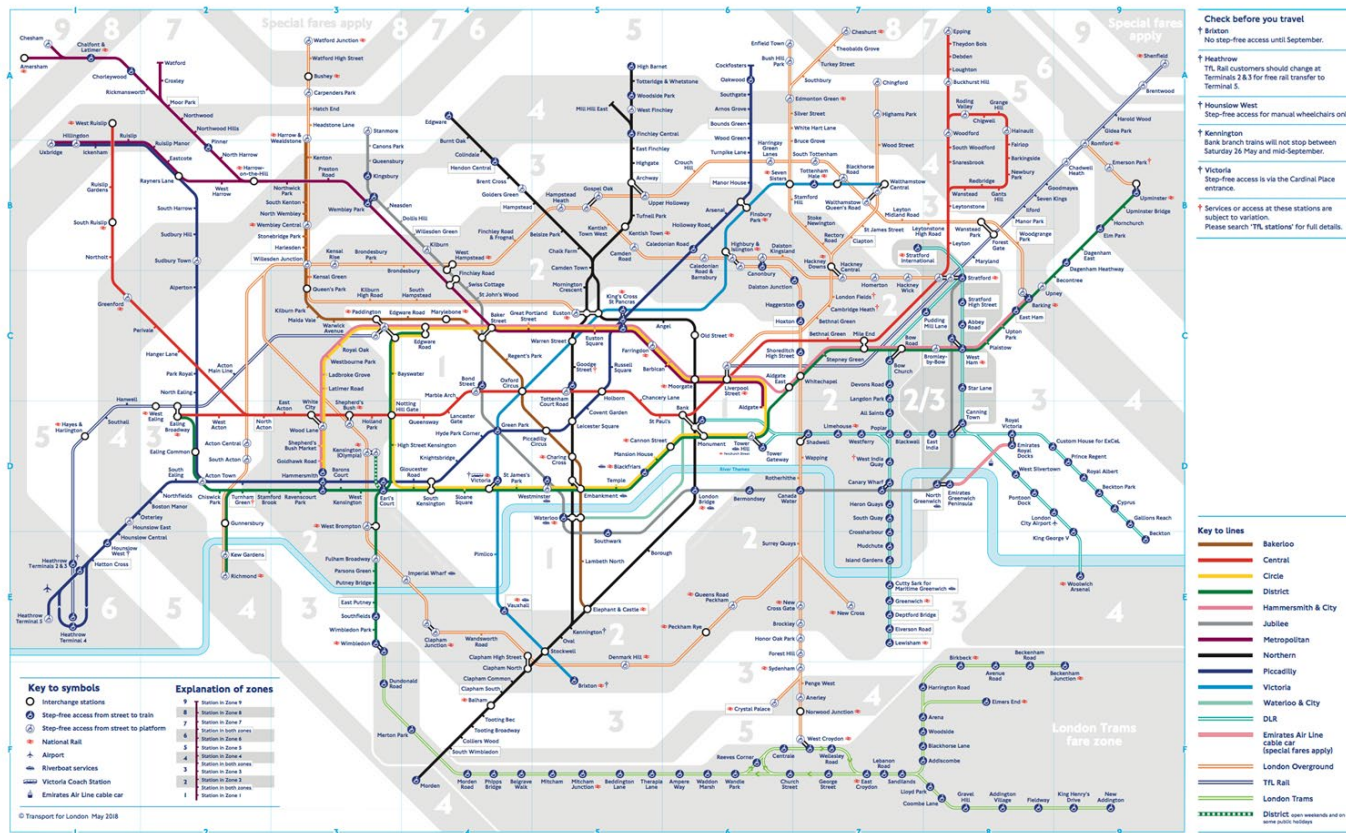 Special fares apply
Special fares
apply
Chesham
Chalfont &
Latimer
Amersham
Chorleywood
Rickmansworth
Watford
Croxley
Moor Park
Northwood
Northwood Hills
Pinner
North Harrow
Harrow-
on-the-Hill
West Ruislip
Hillingdon
Ruislip
Ruislip Manor
Uxbridge
Ickenham
Eastcote
Rayners Lane
West
Harrow
Ruislip
Gardens
South Harrow
South Ruislip
Sudbury Hill
Northolt
Sudbury Town
Greenford
Alperton
Perivale
Hanger Lane
Park Royal
North Ealing
Watford Junction
Watford High Street
Bushey
Carpenders Park
Hatch End
Headstone Lane
Harrow &
Wealdstone
Kenton
Preston
Road
Northwick
Park
South Kenton
North Wembley
Wembley Central
Stonebridge Park
Harlesden
Willesden Junction
Kensal Green
Queen's Park
Kilburn Park
Maida Vale
Warwick
Avenue
Paddington
Edgware Road
Marylebone
Stanmore
Canons Park
Queensbury
Kingsbury
Wembley Park
Neasden
Dollis Hill
Willesden Green
Kilburn
West
Hampstead
Finchley Road
Swiss Cottage
St John's Wood
Kensal
Rise
Brondesbury
Park
Brondesbury
Kilburn
High Road
South
Hampstead
Finchley Road
& Frognal
Edgware
Burnt Oak
Colindale
Hendon Central
Brent Cross
Golders Green
Hampstead
Hampstead
Heath
Gospel Oak
Belsize Park
Chalk Farm
Camden Town
Mornington
Crescent
High Barnet
Totteridge & Whetstone
Woodside Park
Mill Hill East
West Finchley
Finchley Central
East Finchley
Highgate
Archway
Upper Holloway
Tufnell Park
Kentish
Town West
Kentish Town
Camden
Road
Caledonian Road
Cockfosters
Oakwood
Southgate
Arnos Grove
Bounds Green
Wood Green
Turnpike Lane
Manor House
Arsenal
Finsbury
Park
Holloway Road
Crouch
Hill
Harringay
Green
Lanes
Enfield Town
Bush Hill
Park
Cheshunt
Theobalds Grove
Turkey Street
Southbury
Edmonton Green
Silver Street
White Hart Lane
Bruce Grove
South Tottenham
Seven
Sisters
Tottenham
Hale
Blackhorse
Road
Walthamstow
Central
Walthamstow
Queen's Road
Stamford
Hill
Stoke
Newington
Rectory
Road
Clapton
St James Street
Chingford
Highams Park
Wood Street
Leyton
Midland Road
Epping
Theydon Bois
Debden
Loughton
Buckhurst Hill
Roding
Valley
Chigwell
Grange
Hill
Hainault
Fairlop
Barkingside
Newbury
Park
Gants
Hill
Redbridge
Wanstead
Woodford
South Woodford
Snaresbrook
Leytonstone
Leytonstone
High Road
Leyton
Wanstead
Park
Forest
Gate
Woodgrange
Park
Manor Park
Ilford
Seven Kings
Goodmayes
Chadwell
Heath
Romford
Gidea Park
Harold Wood
Brentwood
Shenfield
Emerson Park
Upminster
Upminster Bridge
Hornchurch
Elm Park
Dagenham
East
Dagenham Heathway
Becontree
Upney
Barking
East Ham
Upton
Park
Plaistow
West
Ham
Maryland
Stratford
Stratford
International
Stratford
High Street
Abbey
Road
Star Lane
Canning
Town
Highbury &
Islington
Caledonian
Road &
Barnsbury
Canonbury
Dalston
Kingsland
Dalston Junction
Haggerston
Hoxton
Shoreditch
High Street
Hackney
Downs
Hackney
Central
Homerton
Hackney
Wick
London Fields
Cambridge Heath
Bethnal Green
Bethnal Green
Mile End
Stepney Green
Whitechapel
Bow
Road
Bow
Church
Bromley-
by-Bow
Pudding
Mill Lane
Devons Road
Langdon Park
All Saints
Poplar
Blackwall
East
India
Limehouse
Westferry
West India
Quay
Canary Wharf
Heron Quays
South Quay
Crossharbour
Mudchute
Island Gardens
Cutty Sark for
Maritime Greenwich
Greenwich
Deptford Bridge
Elverson Road
Lewisham
Royal
Victoria
Emirates
Royal
Docks
Custom House for ExCeL
Prince Regent
Royal Albert
Beckton Park
Cyprus
Gallions Reach
Beckton
West Silvertown
Pontoon
Dock
London
City Airport
King George V
Woolwich
Arsenal
North
Greenwich
Emirates
Greenwich
Peninsula
Royal Oak
Westbourne Park
Ladbroke Grove
Latimer Road
White
City
Wood Lane
Shepherd's
Bush Market
Goldhawk Road
Hammersmith
Shepherd's
Bush
Holland
Park
Notting
Hill Gate
Bayswater
Edgware
Road
Queensway
Lancaster
Gate
Marble Arch
Bond
Street
Oxford
Circus
Tottenham
Court Road
Holborn
Chancery Lane
St Paul's
Bank
Baker
Street
Great Portland
Street
Euston
Euston
Square
King's Cross
St Pancras
Angel
Old Street
Farringdon
Barbican
Moorgate
Liverpool
Street
Aldgate
East
Aldgate
Warren Street
Regent's Park
Goodge
Street
Russell
Square
Covent Garden
Leicester Square
Piccadilly
Circus
Green Park
Hyde Park Corner
Knightsbridge
Charing
Cross
Cannon Street
Mansion House
Monument
Tower
Hill
Tower
Gateway
Blackfriars
Temple
Embankment
Westminster
St James's
Park
Victoria
Sloane
Square
South
Kensington
Gloucester
Road
High Street Kensington
Kensington
(Olympia)
Barons
Court
Earl's
Court
West
Kensington
Ravenscourt
Park
Stamford
Brook
Turnham
Green
Chiswick
Park
Acton Town
South
Ealing
Ealing Common
Ealing
Broadway
West
Ealing
Hanwell
Southall
Hayes &
Harlington
Acton
Main Line
West
Acton
North
Acton
East
Acton
Acton Central
South Acton
Northfields
Boston Manor
Osterley
Hounslow East
Hounslow Central
Hounslow
West
Hatton Cross
Heathrow
Terminals 2 & 3
Heathrow
Terminal 5
Heathrow
Terminal 4
Gunnersbury
Kew Gardens
Richmond
West Brompton
Fulham Broadway
Parsons Green
Putney Bridge
East Putney
Southfields
Wimbledon Park
Wimbledon
Imperial Wharf
Clapham
Junction
Wandsworth
Road
Pimlico
Vauxhall
Waterloo
Southwark
Lambeth North
Elephant & Castle
London
Bridge
Borough
Kennington
Oval
Stockwell
Brixton
Clapham High Street
Clapham North
Clapham Common
Clapham South
Balham
Tooting Bec
Tooting Broadway
Colliers Wood
South Wimbledon
Morden
Denmark Hill
Peckham Rye
Queens Road
Peckham
Shadwell
Wapping
Rotherhithe
Canada
Water
Bermondsey
Surrey Quays
New
Cross Gate
New Cross
Brockley
Honor Oak Park
Forest Hill
Sydenham
Penge West
Anerley
Norwood Junction
Crystal Palace
West Croydon
River Thames
Dundonald
Road
Merton Park
Morden
Road
Phipps
Bridge
Belgrave
Walk
Mitcham
Mitcham
Junction
Beddington
Lane
Therapia
Lane
Ampere
Way
Waddon
Marsh
Wandle
Park
Reeves Corner
Centrale
Wellesley
Road
Church
Street
George
Street
East
Croydon
Lebanon
Road
Sandilands
Lloyd Park
Coombe Lane
Gravel
Hill
Addington
Village
Fieldway
King Henry's
Drive
New
Addington
Addiscombe
Blackhorse Lane
Woodside
Arena
Harrington Road
Elmers End
Birkbeck
Avenue
Road
Beckenham
Road
Beckenham
Junction
London Trams
fare zone
Check before you travel
† Brixton
No step-free access until September.
† Heathrow
TfL Rail customers should change at
Terminals 2 & 3 for free rail transfer to
Terminal 5.
† Hounslow West
Step-free access for manual wheelchairs onl
† Kennington
Bank branch trains will not stop between
Saturday 26 May and mid-September.
† Victoria
Step-free access is via the Cardinal Place
entrance.
† Services or access at these stations are
subject to variation.
Please search 'TfL stations' for full details.
Key to lines
Bakerloo
Central
Circle
District
Hammersmith & City
Jubilee
Metropolitan
Northern
Piccadilly
Victoria
Waterloo & City
DLR
Emirates Air Line
cable car
(special fares apply)
London Overground
TfL Rail
London Trams
District open weekends and on
some public holidays
Key to symbols
Interchange stations
Step-free access from street to train
Step-free access from street to platform
National Rail
Airport
Riverboat services
Victoria Coach Station
Emirates Air Line cable car
Explanation of zones
9 Station in Zone 9
8 Station in Zone 8
7 Station in Zone 7
Station in both zones
6 Station in Zone 6
5 Station in Zone 5
4 Station in Zone 4
Station in both zones
3 Station in Zone 3
2 Station in Zone 2
Station in both zones
1 Station in Zone 1
© Transport for London May 2018